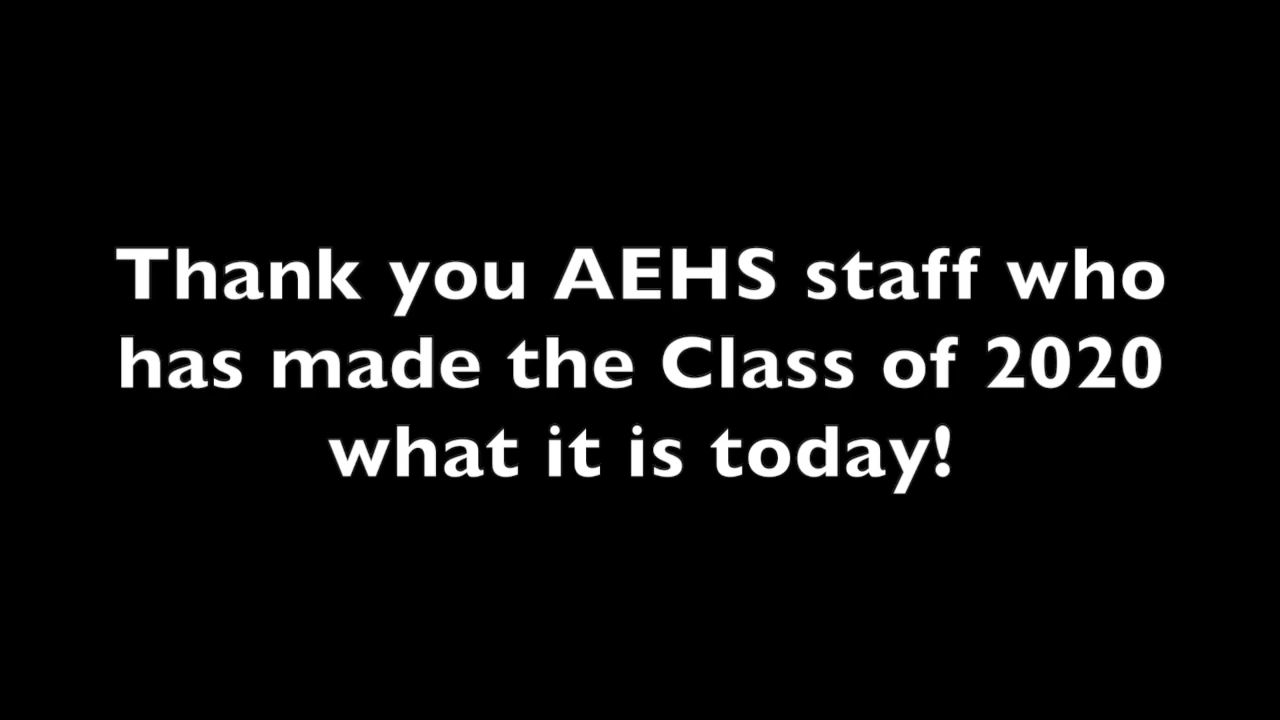 Thank you AEHS staff who
has made the Class of 2020
what it is today!